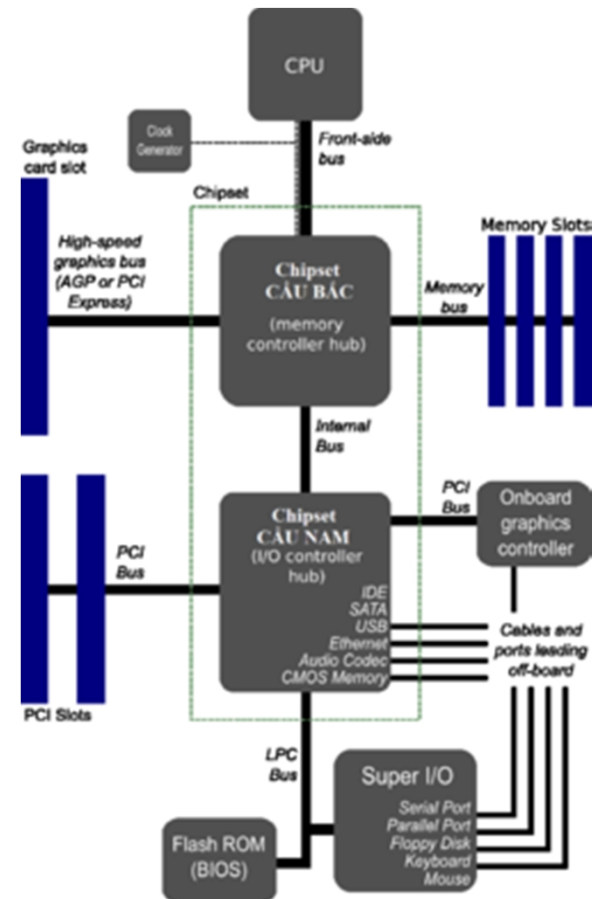 CPU
Clock
Generator
Front-side
bus
Graphics
card slot
Chipset
High-speed
graphics bus
(AGP or PCI
Express)
Chipset
CẦU BẮC
(memory
controller hub)
Memory Slots
Memory
bus
Internal
Bus
Chipset
CẦU NAM
(I/O controller
hub)
IDE
SATA
USB
Ethernet
Audio Codec
CMOS Memory
PCI
Bus
Onboard
graphics
controller
PCI
Bus
Cables and
ports leading
off-board
PCI Slots
LPC
Bus
Super I/O
Serial Port
Parallel Port
Floppy Disk
Keyboard
Mouse
Flash ROM
(BIOS)